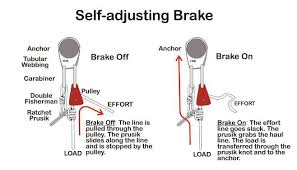 Self-adjusting Brake
Anchor
Tubular
Webbing
Carabiner
Double
Fisherman
Ratchet
Prusik
Brake Off
Pulley
EFFORT
LOAD
Brake Off: The line is
pulled through the
pulley. The prusik
slides along the line
and is stopped by the
pulley.
Anchor
Brake On
EFFORT
LOAD
Brake On: The effort
line goes slack. The
prusik grabs the haul
line. The load is
transferred through the
prusik knot and to the
anchor.